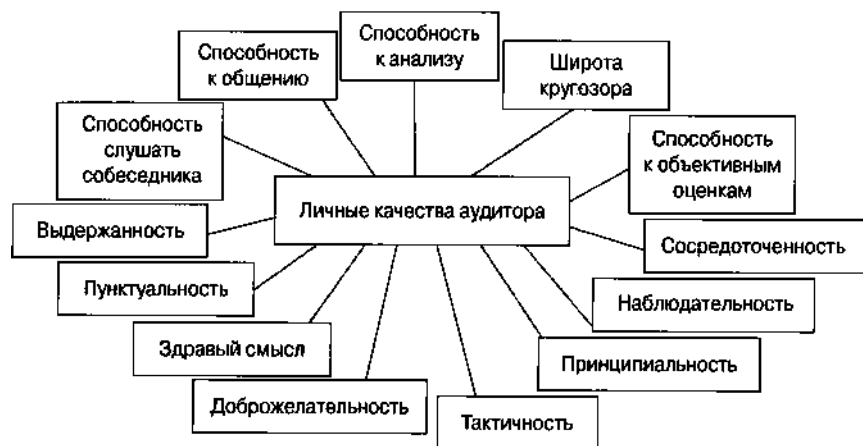 Способность
к анализу
Способность
к общению
Широта
кругозора
Способность
слушать
собеседника
Способность
к объективным
оценкам
Личные качества аудитора
Выдержанность
Сосредоточенность
Пунктуальность
Наблюдательность
Здравый смысл
Принципиальность
Доброжелательность
Тактичность